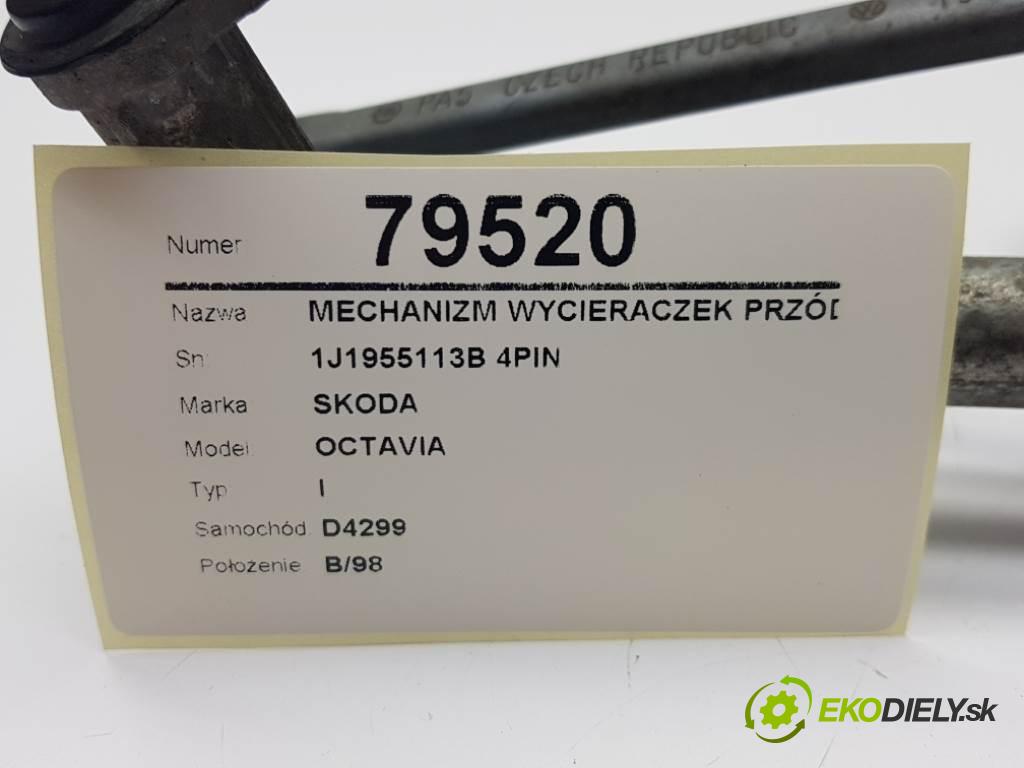 PA5 CZECH REPUBLIC
Numer 79520
Nazwa MECHANIZM WYCIERACZEK PRZÓD
Sn: 1J1955113B 4PIN
Marka SKODA
Model: OCTAVIA
Typ I
Samochód: D4299
Położenie B/98
EKODIELY.sk